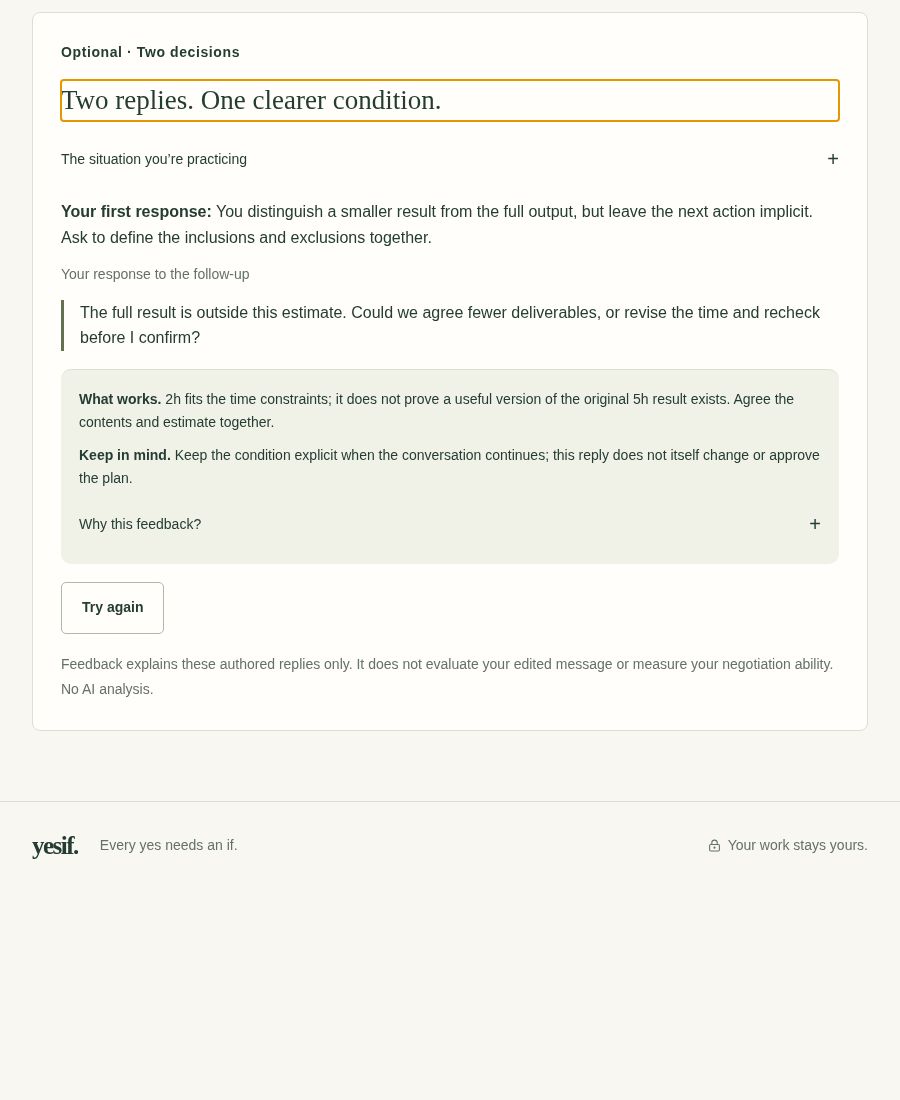 Optional · Two decisions
Two replies. One clearer condition.
The situation you’re practicing +
Your first response: You distinguish a smaller result from the full output, but leave the next action implicit.
Ask to define the inclusions and exclusions together.
Your response to the follow-up
The full result is outside this estimate. Could we agree fewer deliverables, or revise the time and recheck
before I confirm?
What works. 2h fits the time constraints; it does not prove a useful version of the original 5h result exists. Agree the
contents and estimate together.
Keep in mind. Keep the condition explicit when the conversation continues; this reply does not itself change or approve
the plan.
Why this feedback? +
Try again
Feedback explains these authored replies only. It does not evaluate your edited message or measure your negotiation ability.
No AI analysis.
yesif. Every yes needs an if. Your work stays yours.